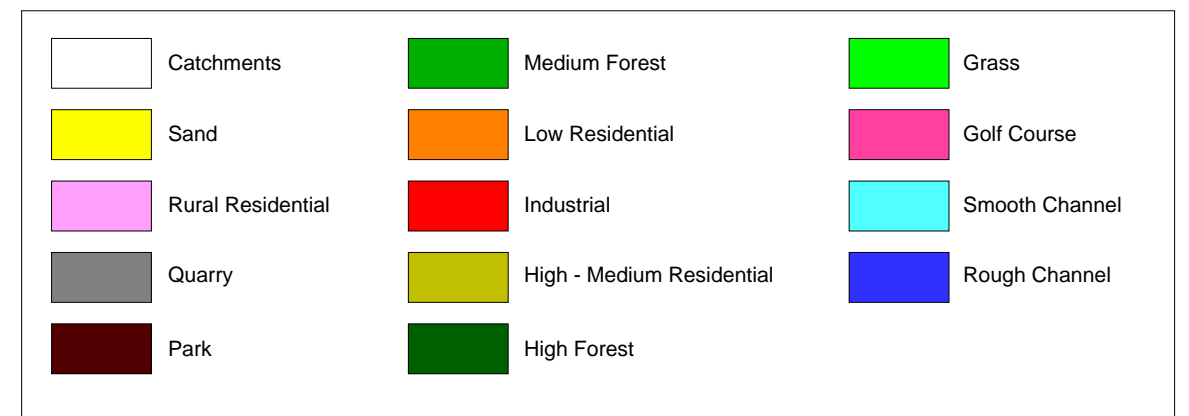 Catchments
Sand
Rural Residential
Quarry
Park
Medium Forest
Low Residential
Industrial
High - Medium Residential
High Forest
Grass
Golf Course
Smooth Channel
Rough Channel